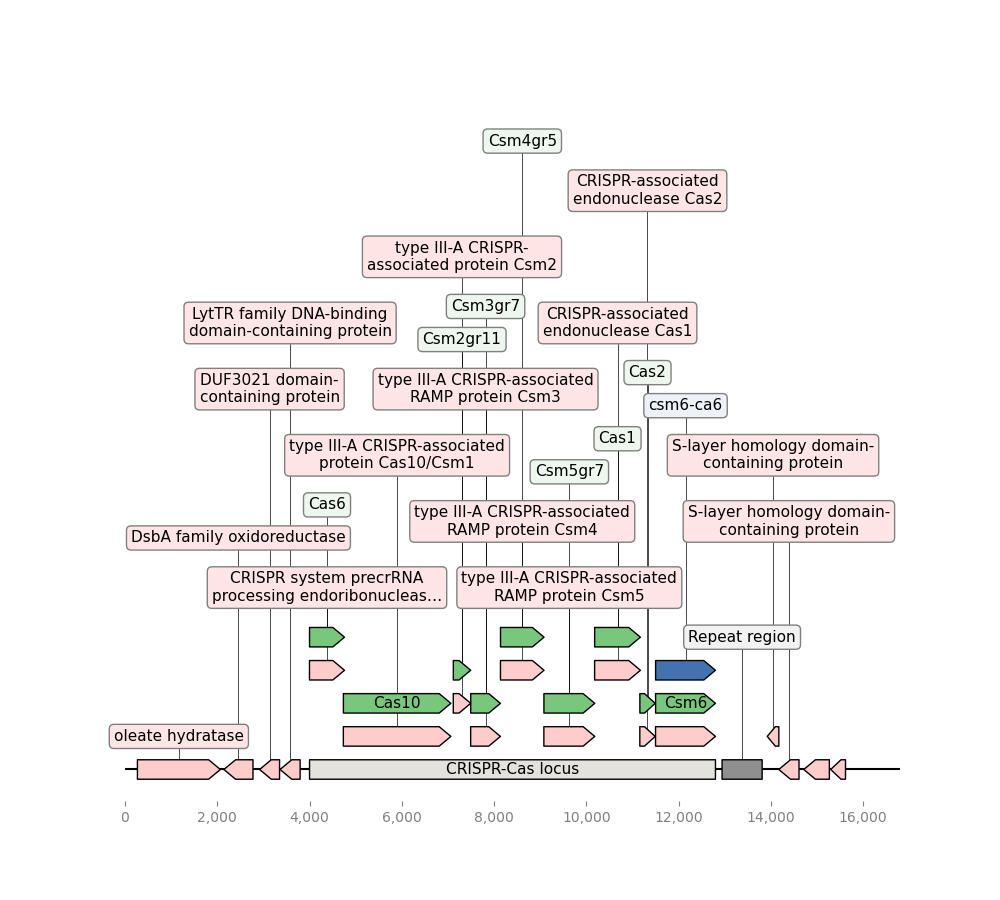 Csm4gr5
CRISPR-associated
endonuclease Cas2
type III-A CRISPR-
associated protein Csm2
Csm3gr7
LytTR family DNA-binding
domain-containing protein
CRISPR-associated
endonuclease Cas1
Csm2gr11
Cas2
DUF3021 domain-
containing protein
type III-A CRISPR-associated
RAMP protein Csm3
csm6-ca6
Cas1
type III-A CRISPR-associated
protein Cas10/Csm1
S-layer homology domain-
containing protein
Csm5gr7
Cas6
type III-A CRISPR-associated
RAMP protein Csm4
S-layer homology domain-
containing protein
DsbA family oxidoreductase
CRISPR system precrRNA
processing endoribonucleas...
type III-A CRISPR-associated
RAMP protein Csm5
Repeat region
Cas10
Csm6
oleate hydratase
CRISPR-Cas locus
0 2,000 4,000 6,000 8,000 10,000 12,000 14,000 16,000